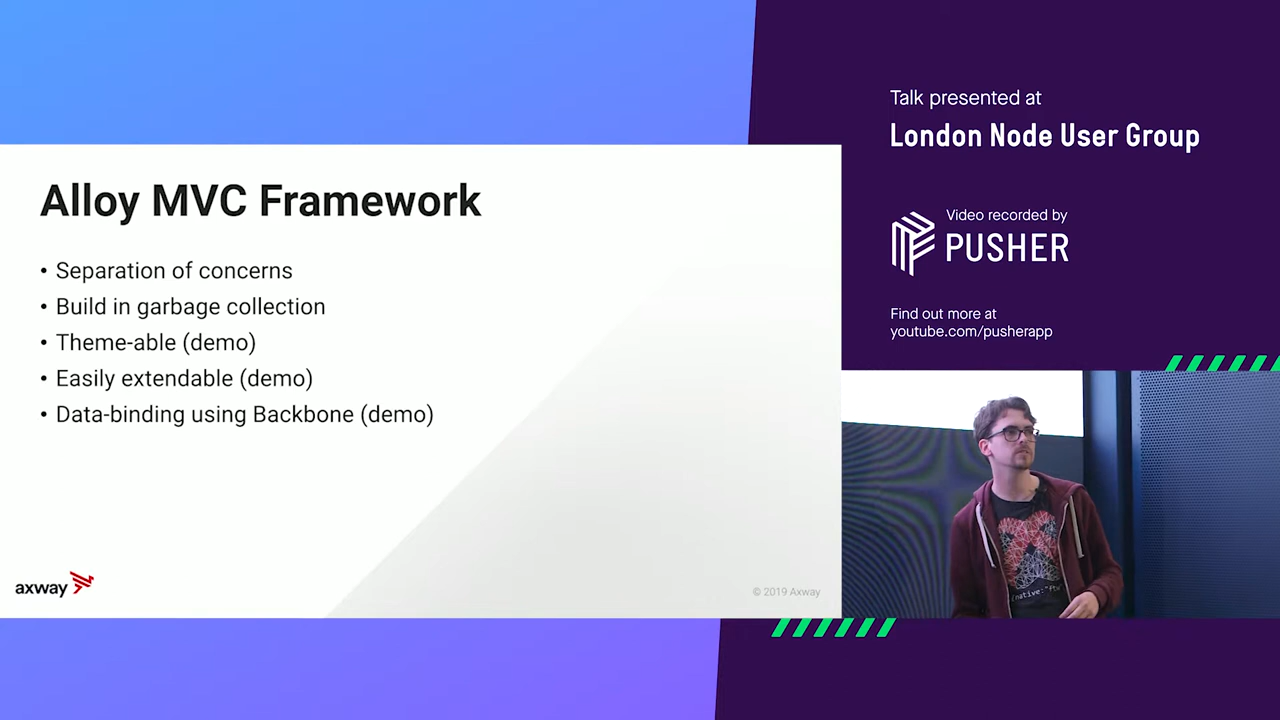 Talk presented at
London Node User Group
Video recorded by
PUSHER
Find out more at
youtube.com/pusherapp
Alloy MVC Framework
• Separation of concerns
• Build in garbage collection
• Theme-able (demo)
• Easily extendable (demo)
• Data-binding using Backbone (demo)
axway
© 2019 Axway